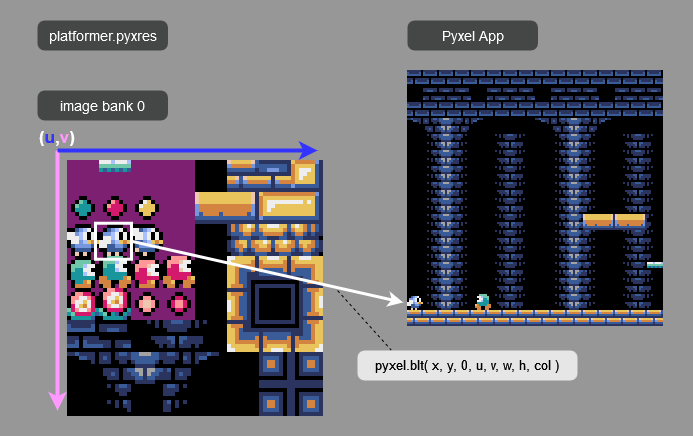 platformer.pyxres
Pyxel App
image bank 0
(u,v)
pyxel.blt( x, y, 0, u, v, w, h, col )